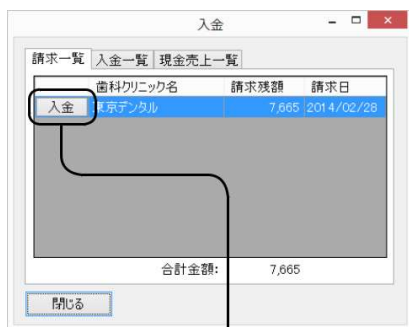 入金
請求一覧 入金一覧 現金売上一覧
歯科クリニック名 請求残額 請求日
入金 東京デンタル 7,665 2014/02/28
合計金額: 7,665
閉じる